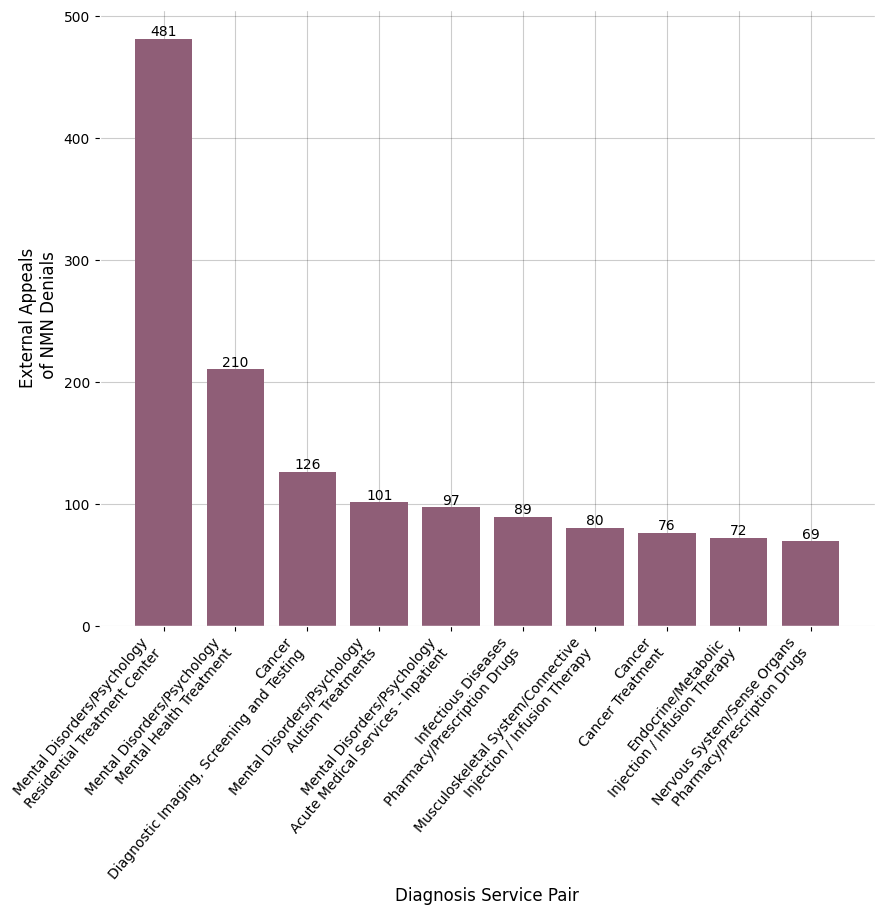 External Appeals
of NMN Denials
500
400
300
200
100
0
481
210
126
101
97
89
80
76
72
69
Mental Disorders/Psychology
Residential Treatment Center
Mental Disorders/Psychology
Mental Health Treatment
Cancer
Diagnostic Imaging, Screening and Testing
Mental Disorders/Psychology
Autism Treatments
Mental Disorders/Psychology
Acute Medical Services - Inpatient
Infectious Diseases
Pharmacy/Prescription Drugs
Musculoskeletal System/Connective
Injection / Infusion Therapy
Cancer
Cancer Treatment
Endocrine/Metabolic
Injection / Infusion Therapy
Nervous System/Sense Organs
Pharmacy/Prescription Drugs
Diagnosis Service Pair